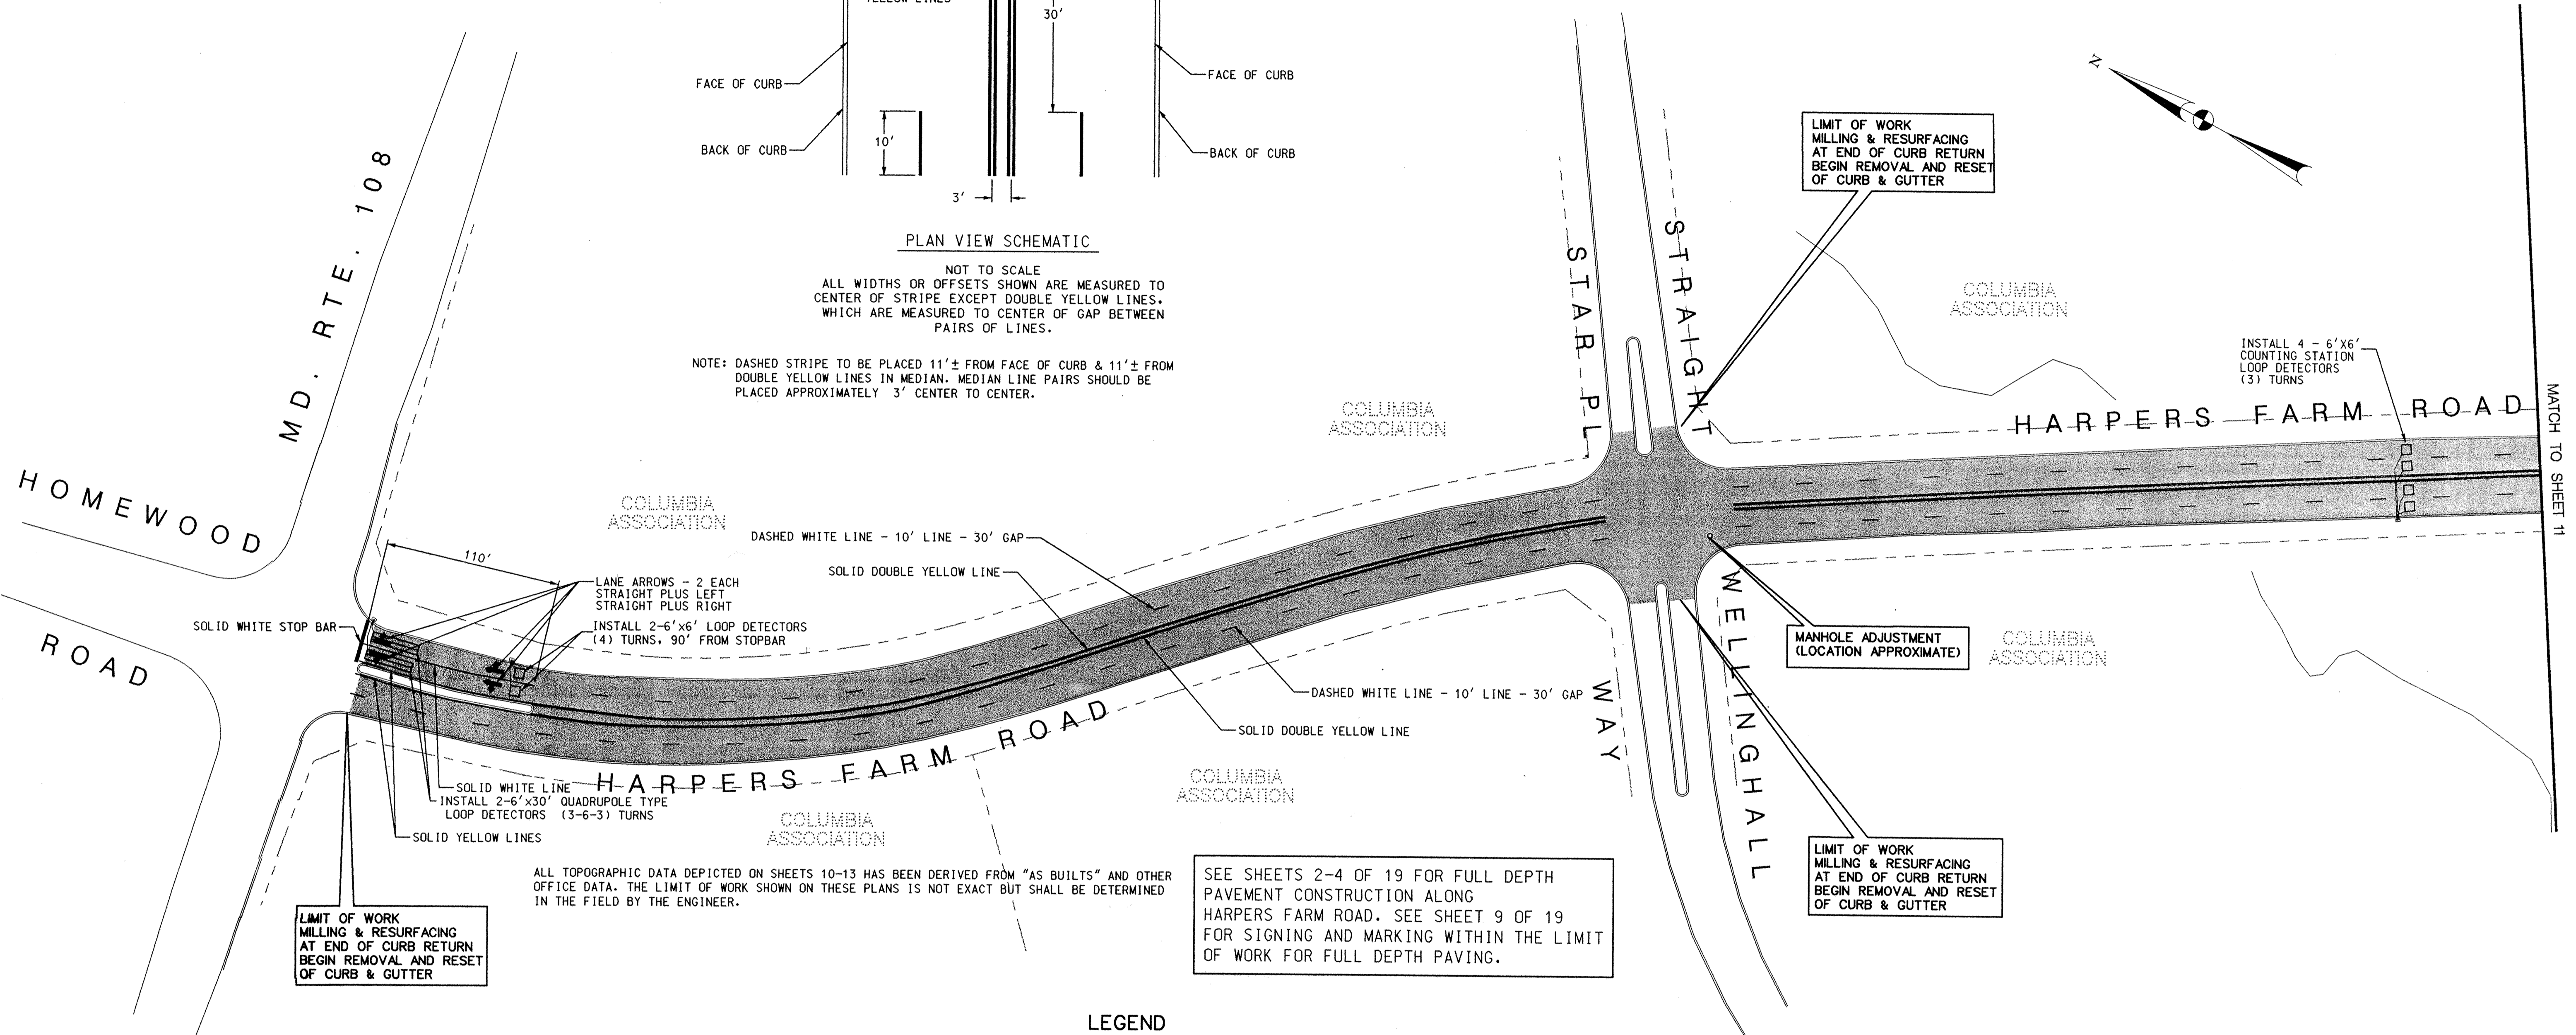 YELLOW LINES
30'
FACE OF CURB
FACE OF CURB
10'
BACK OF CURB
BACK OF CURB
3'
PLAN VIEW SCHEMATIC
NOT TO SCALE
ALL WIDTHS OR OFFSETS SHOWN ARE MEASURED TO
CENTER OF STRIPE EXCEPT DOUBLE YELLOW LINES.
WHICH ARE MEASURED TO CENTER OF GAP BETWEEN
PAIRS OF LINES.
NOTE: DASHED STRIPE TO BE PLACED 11'± FROM FACE OF CURB & 11'± FROM
DOUBLE YELLOW LINES IN MEDIAN. MEDIAN LINE PAIRS SHOULD BE
PLACED APPROXIMATELY 3' CENTER TO CENTER.
N
LIMIT OF WORK
MILLING & RESURFACING
AT END OF CURB RETURN
BEGIN REMOVAL AND RESET
OF CURB & GUTTER
MD. RTE. 108
HOMEWOOD
ROAD
STAR PL
STRAIGHT
COLUMBIA
ASSOCIATION
INSTALL 4 - 6'X6'
COUNTING STATION
LOOP DETECTORS
(3) TURNS
HARPERS FARM ROAD
MATCH TO SHEET 11
COLUMBIA
ASSOCIATION
COLUMBIA
ASSOCIATION
110'
LANE ARROWS - 2 EACH
STRAIGHT PLUS LEFT
STRAIGHT PLUS RIGHT
INSTALL 2-6'x6' LOOP DETECTORS
(4) TURNS, 90' FROM STOPBAR
SOLID WHITE STOP BAR
DASHED WHITE LINE - 10' LINE - 30' GAP
SOLID DOUBLE YELLOW LINE
DASHED WHITE LINE - 10' LINE - 30' GAP
SOLID DOUBLE YELLOW LINE
WAY
WELLINGHALL
MANHOLE ADJUSTMENT
(LOCATION APPROXIMATE)
COLUMBIA
ASSOCIATION
HARPERS FARM ROAD
SOLID WHITE LINE
INSTALL 2-6'x30' QUADRUPOLE TYPE
LOOP DETECTORS (3-6-3) TURNS
SOLID YELLOW LINES
COLUMBIA
ASSOCIATION
COLUMBIA
ASSOCIATION
ALL TOPOGRAPHIC DATA DEPICTED ON SHEETS 10-13 HAS BEEN DERIVED FROM "AS BUILTS" AND OTHER
OFFICE DATA. THE LIMIT OF WORK SHOWN ON THESE PLANS IS NOT EXACT BUT SHALL BE DETERMINED
IN THE FIELD BY THE ENGINEER.
LIMIT OF WORK
MILLING & RESURFACING
AT END OF CURB RETURN
BEGIN REMOVAL AND RESET
OF CURB & GUTTER
SEE SHEETS 2-4 OF 19 FOR FULL DEPTH
PAVEMENT CONSTRUCTION ALONG
HARPERS FARM ROAD. SEE SHEET 9 OF 19
FOR SIGNING AND MARKING WITHIN THE LIMIT
OF WORK FOR FULL DEPTH PAVING.
LIMIT OF WORK
MILLING & RESURFACING
AT END OF CURB RETURN
BEGIN REMOVAL AND RESET
OF CURB & GUTTER
LEGEND